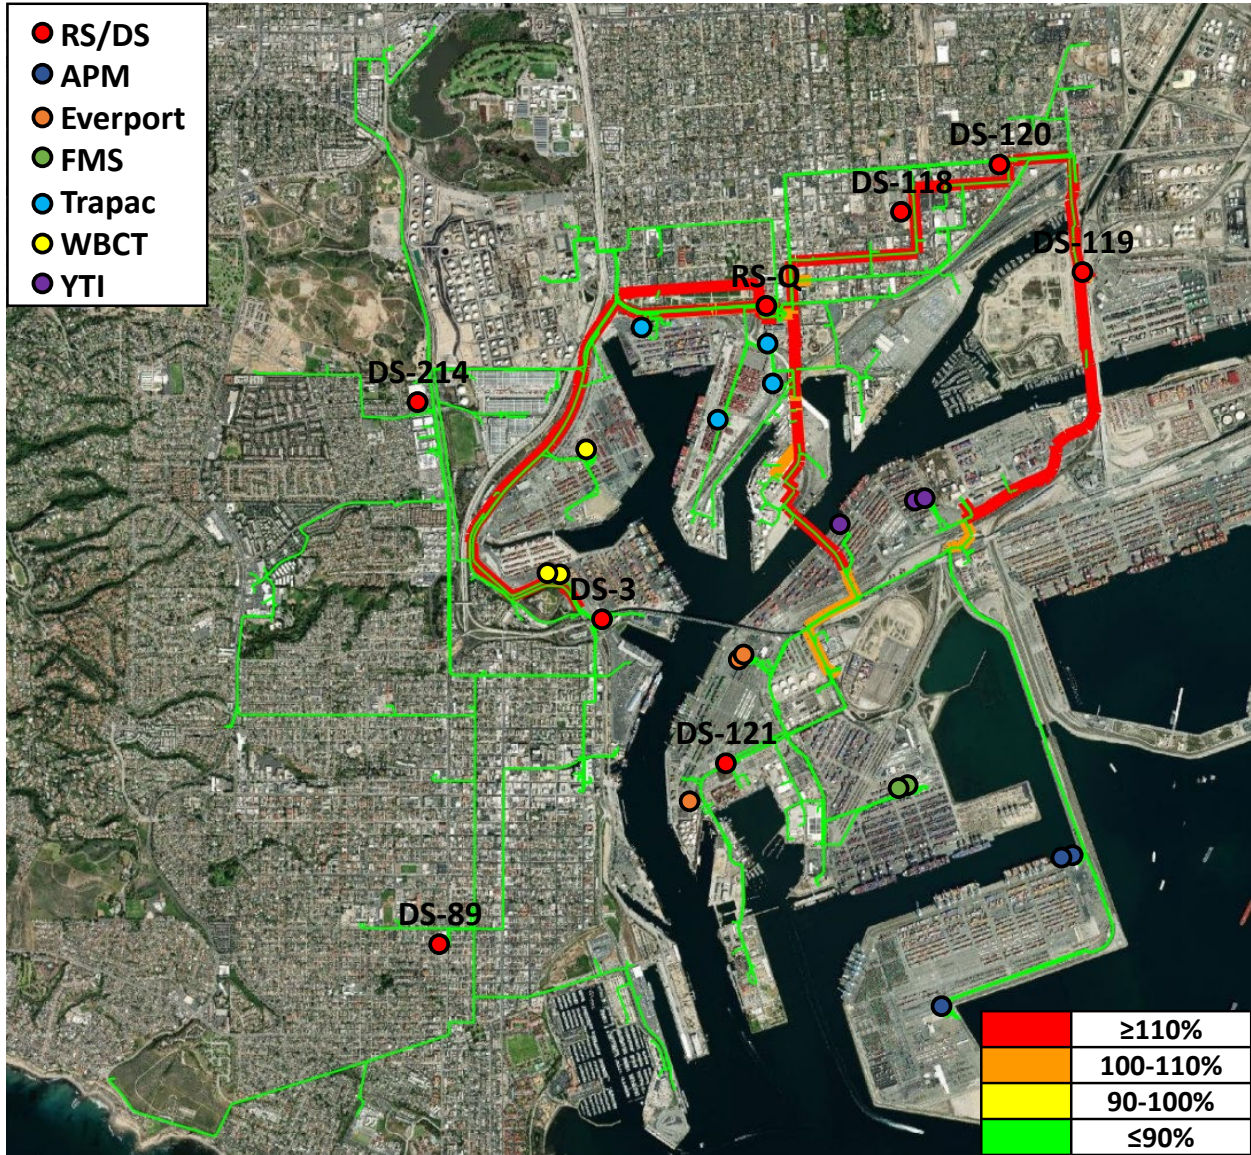 RS/DS
APM
Everport
FMS
Trapac
WBCT
YTI
DS-120
DS-118
DS-119
RS-Q
DS-214
DS-3
DS-121
DS-89
≥110%
100-110%
90-100%
≤90%